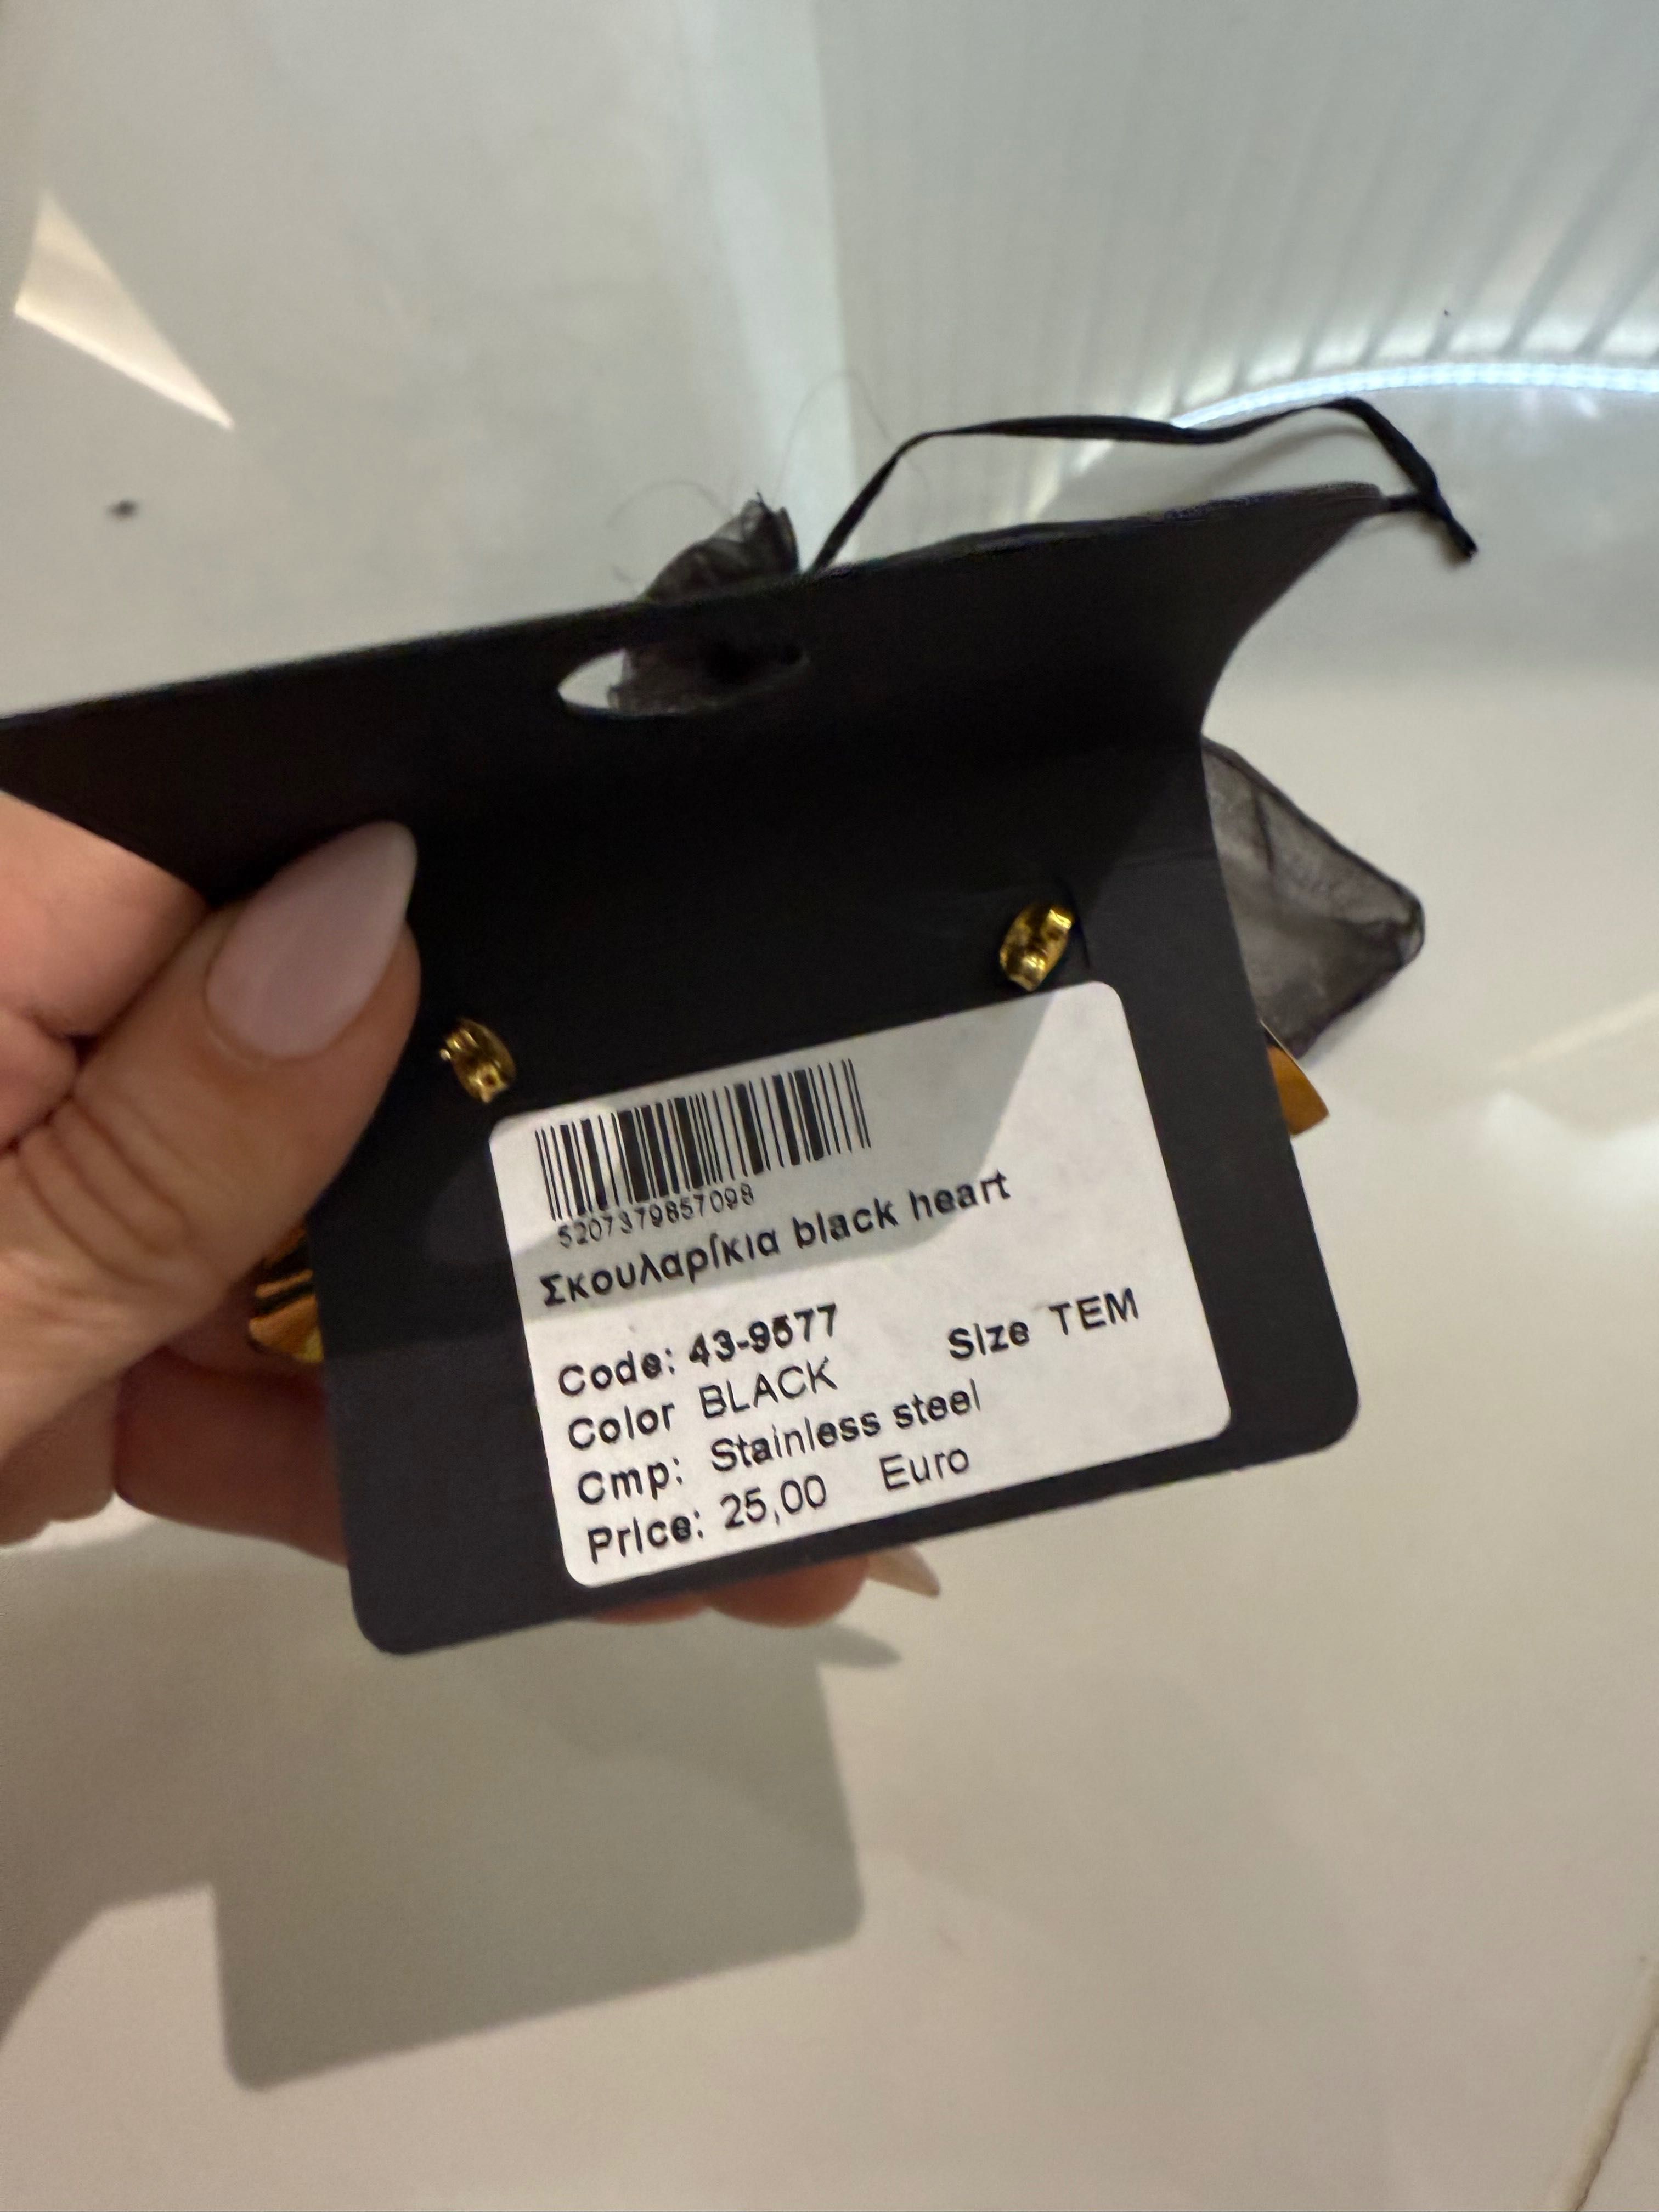 5207379857098
Σκουλαρίκια black heart
Code: 43-9577 Size TEM
Color BLACK
Cmp: Stainless steel
Price: 25,00 Euro